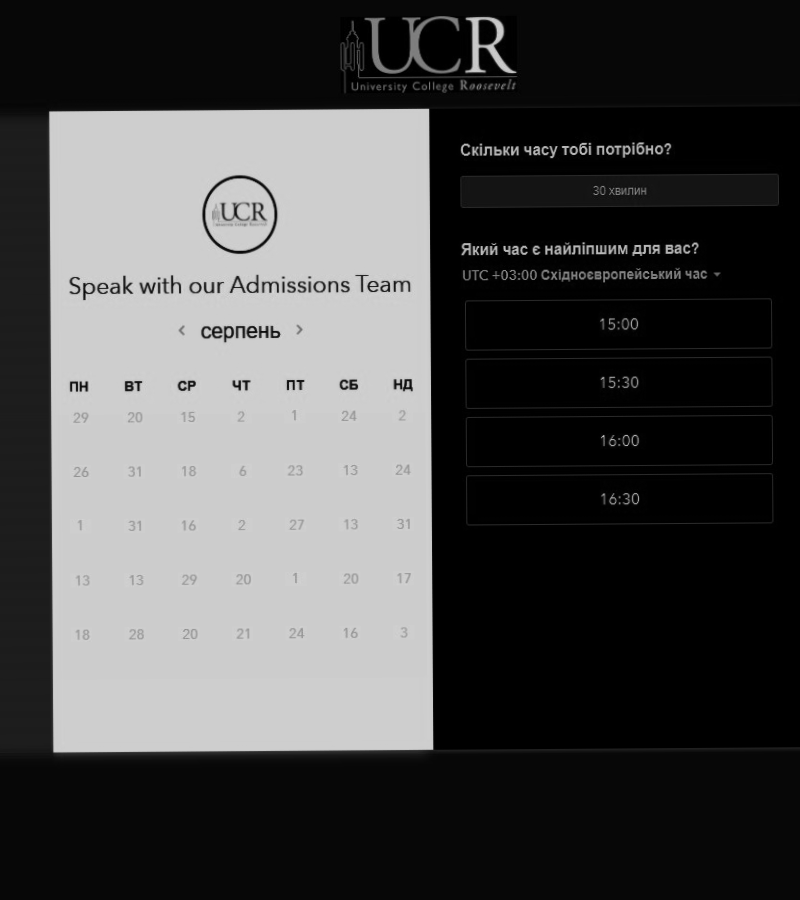 UCR
University College Roosevelt
UCR
Speak with our Admissions Team
серпень
ПН ВТ СР ЧТ ПТ СБ НД
29 20 15 2 1 24 2
26 31 18 6 23 13 24
1 31 16 2 27 13 31
13 13 29 20 1 20 17
18 28 20 21 24 16 3
Скільки часу тобі потрібно?
30 хвилин
Який час є найліпшим для вас?
UTC +03:00 Східноєвропейський час
15:00
15:30
16:00
16:30